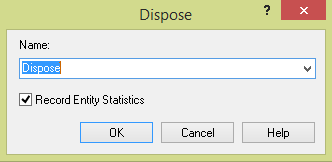 Dispose
?
Name:
Dispose
Record Entity Statistics
OK Cancel Help